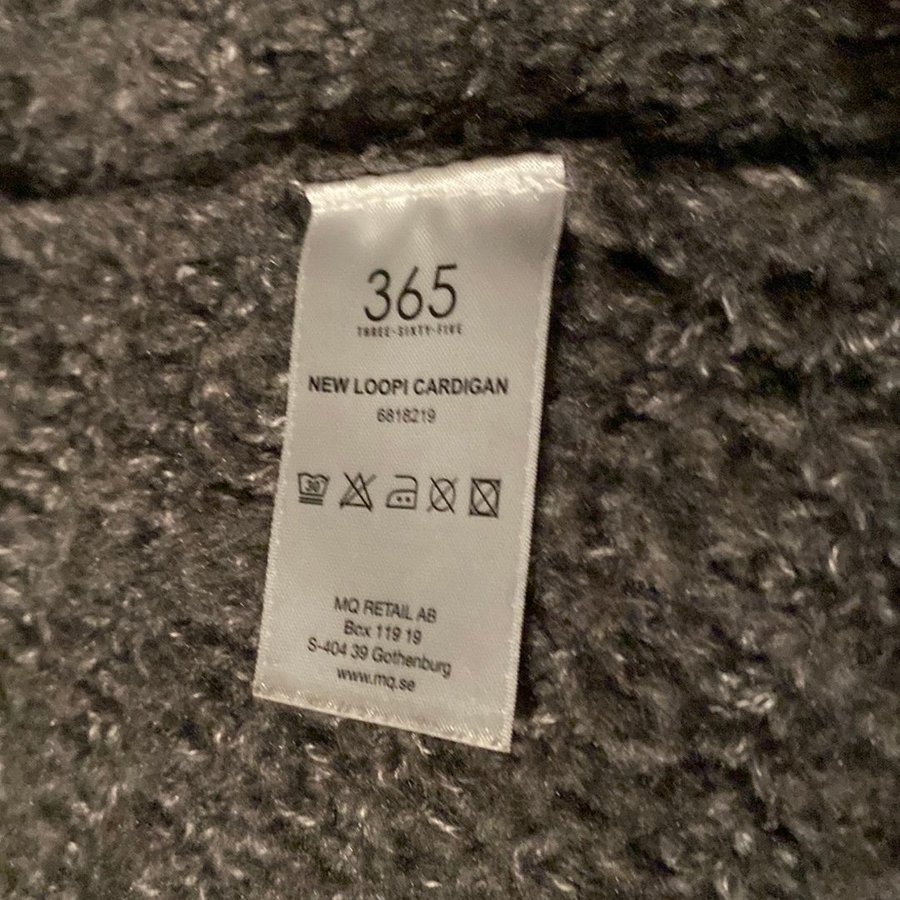 365
THREE-SIXTY-FIVE
NEW LOOPI CARDIGAN
6818219
30
MQ RETAIL AB
Box 119 19
S-404 39 Gothenburg
www.mq.se